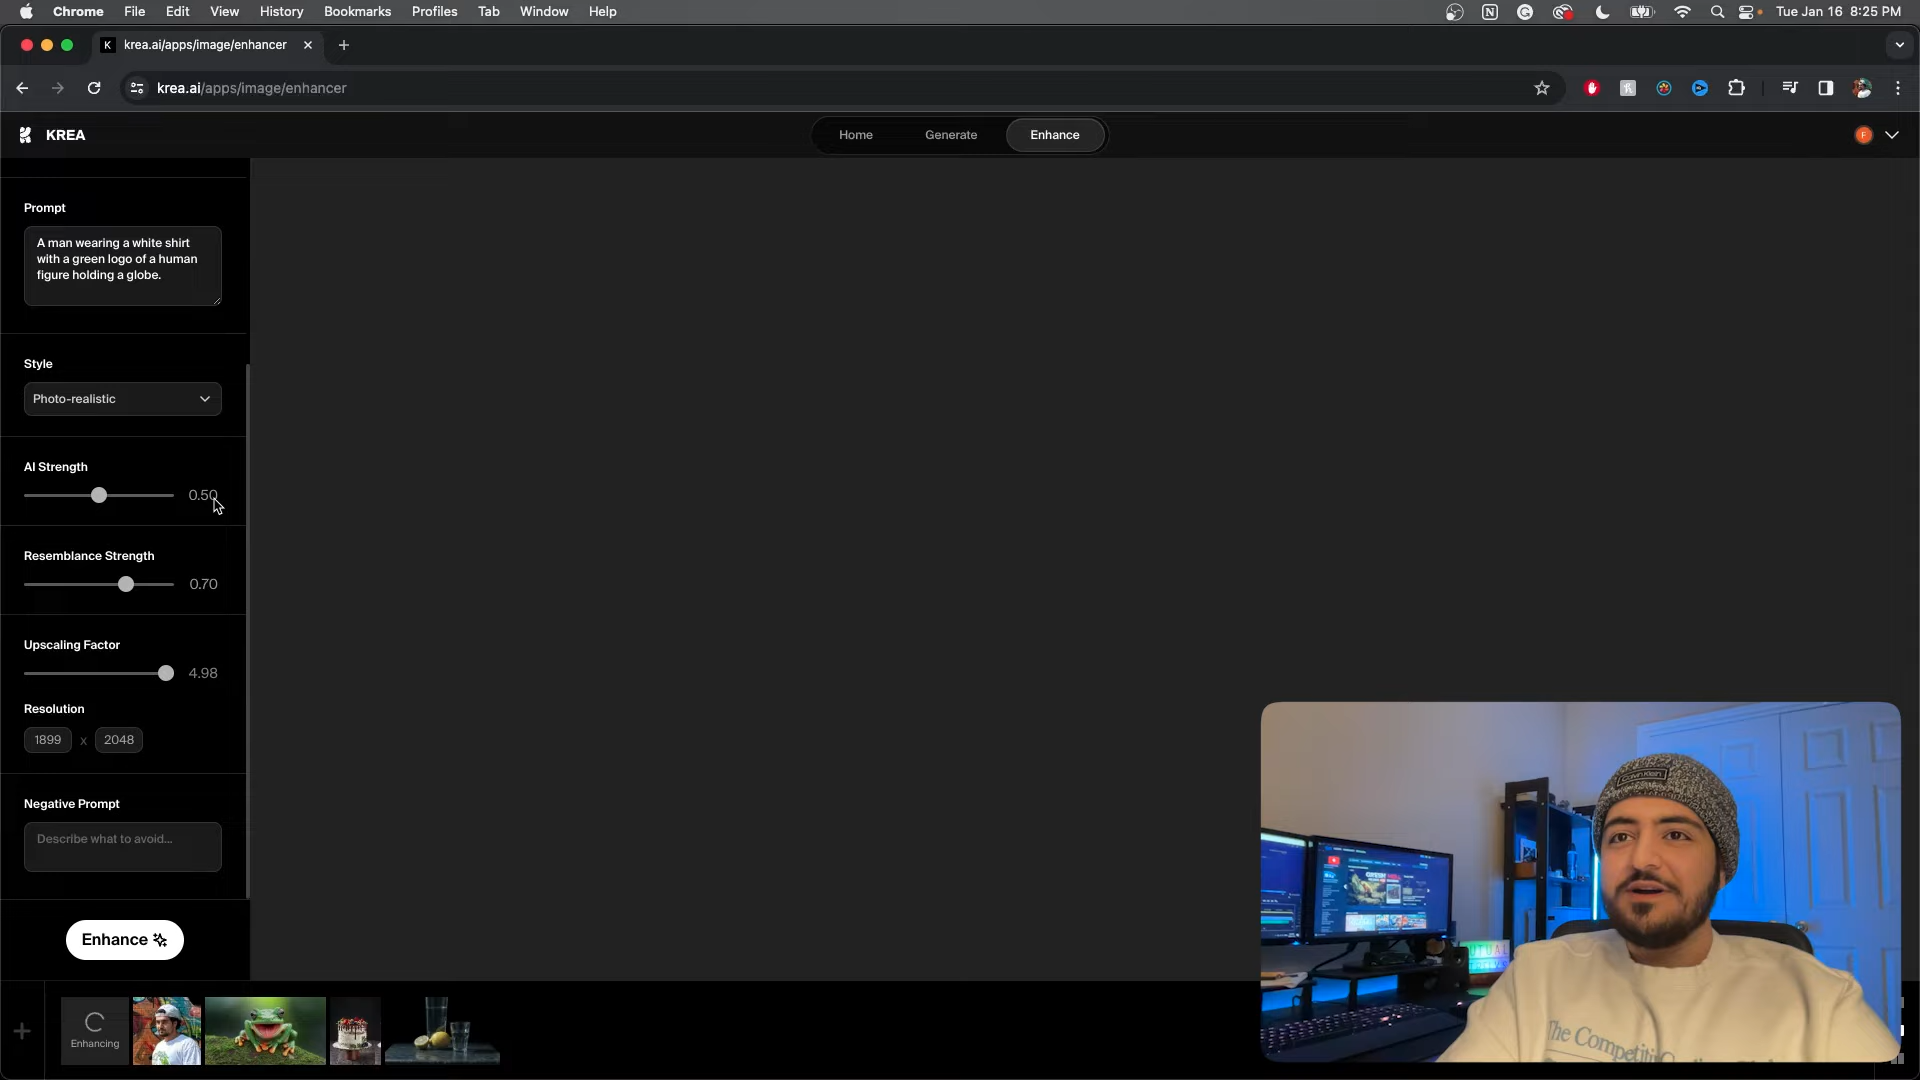 Chrome File Edit View History Bookmarks Profiles Tab Window Help Tue Jan 16 8:25 PM
K krea.ai/apps/image/enhancer
krea.ai/apps/image/enhancer
KREA Home Generate Enhance F
Prompt
A man wearing a white shirt
with a green logo of a human
figure holding a globe.
Style
Photo-realistic
AI Strength
0.50
Resemblance Strength
0.70
Upscaling Factor
4.98
Resolution
1899 x 2048
Negative Prompt
Describe what to avoid...
Enhance
Enhancing
Calvin Klein
The